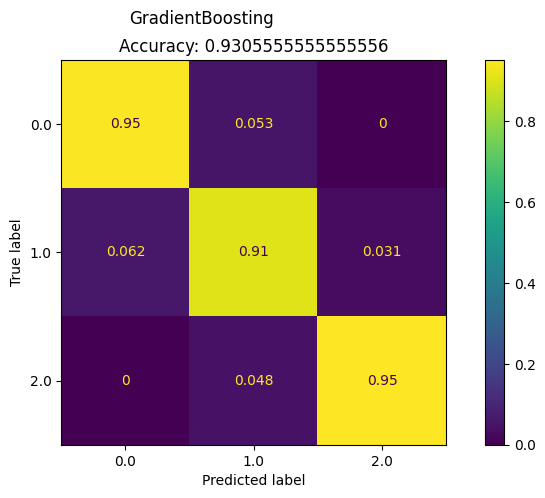 GradientBoosting
Accuracy: 0.9305555555555556
0.0 0.95 0.053 0
1.0 0.062 0.91 0.031
2.0 0 0.048 0.95
0.0 1.0 2.0
Predicted label
True label
0.8
0.6
0.4
0.2
0.0